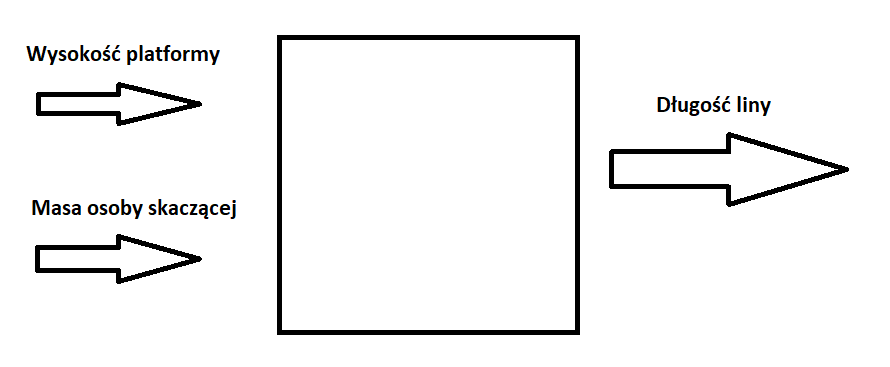 Wysokość platformy
Długość liny
Masa osoby skaczącej